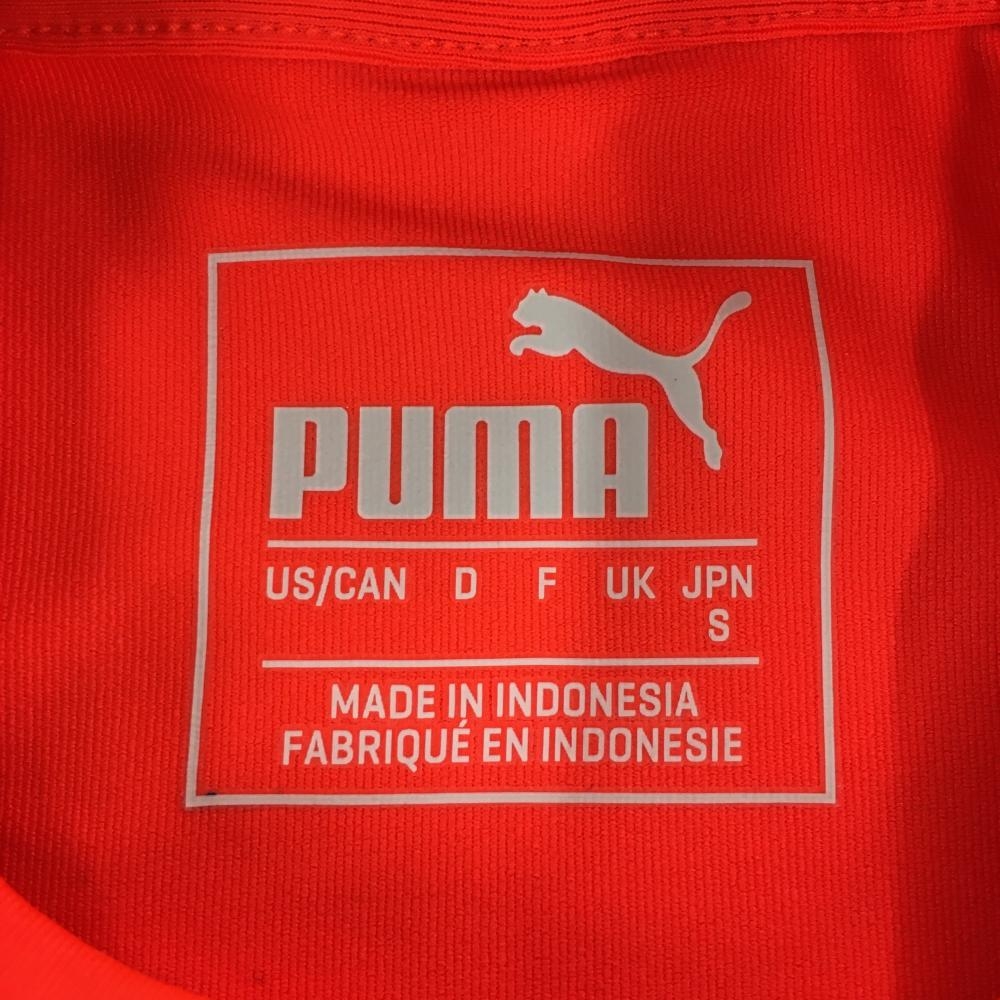 PUMA
US/CAN D F UK JPN
S
MADE IN INDONESIA
FABRIQUÉ EN INDONESIE